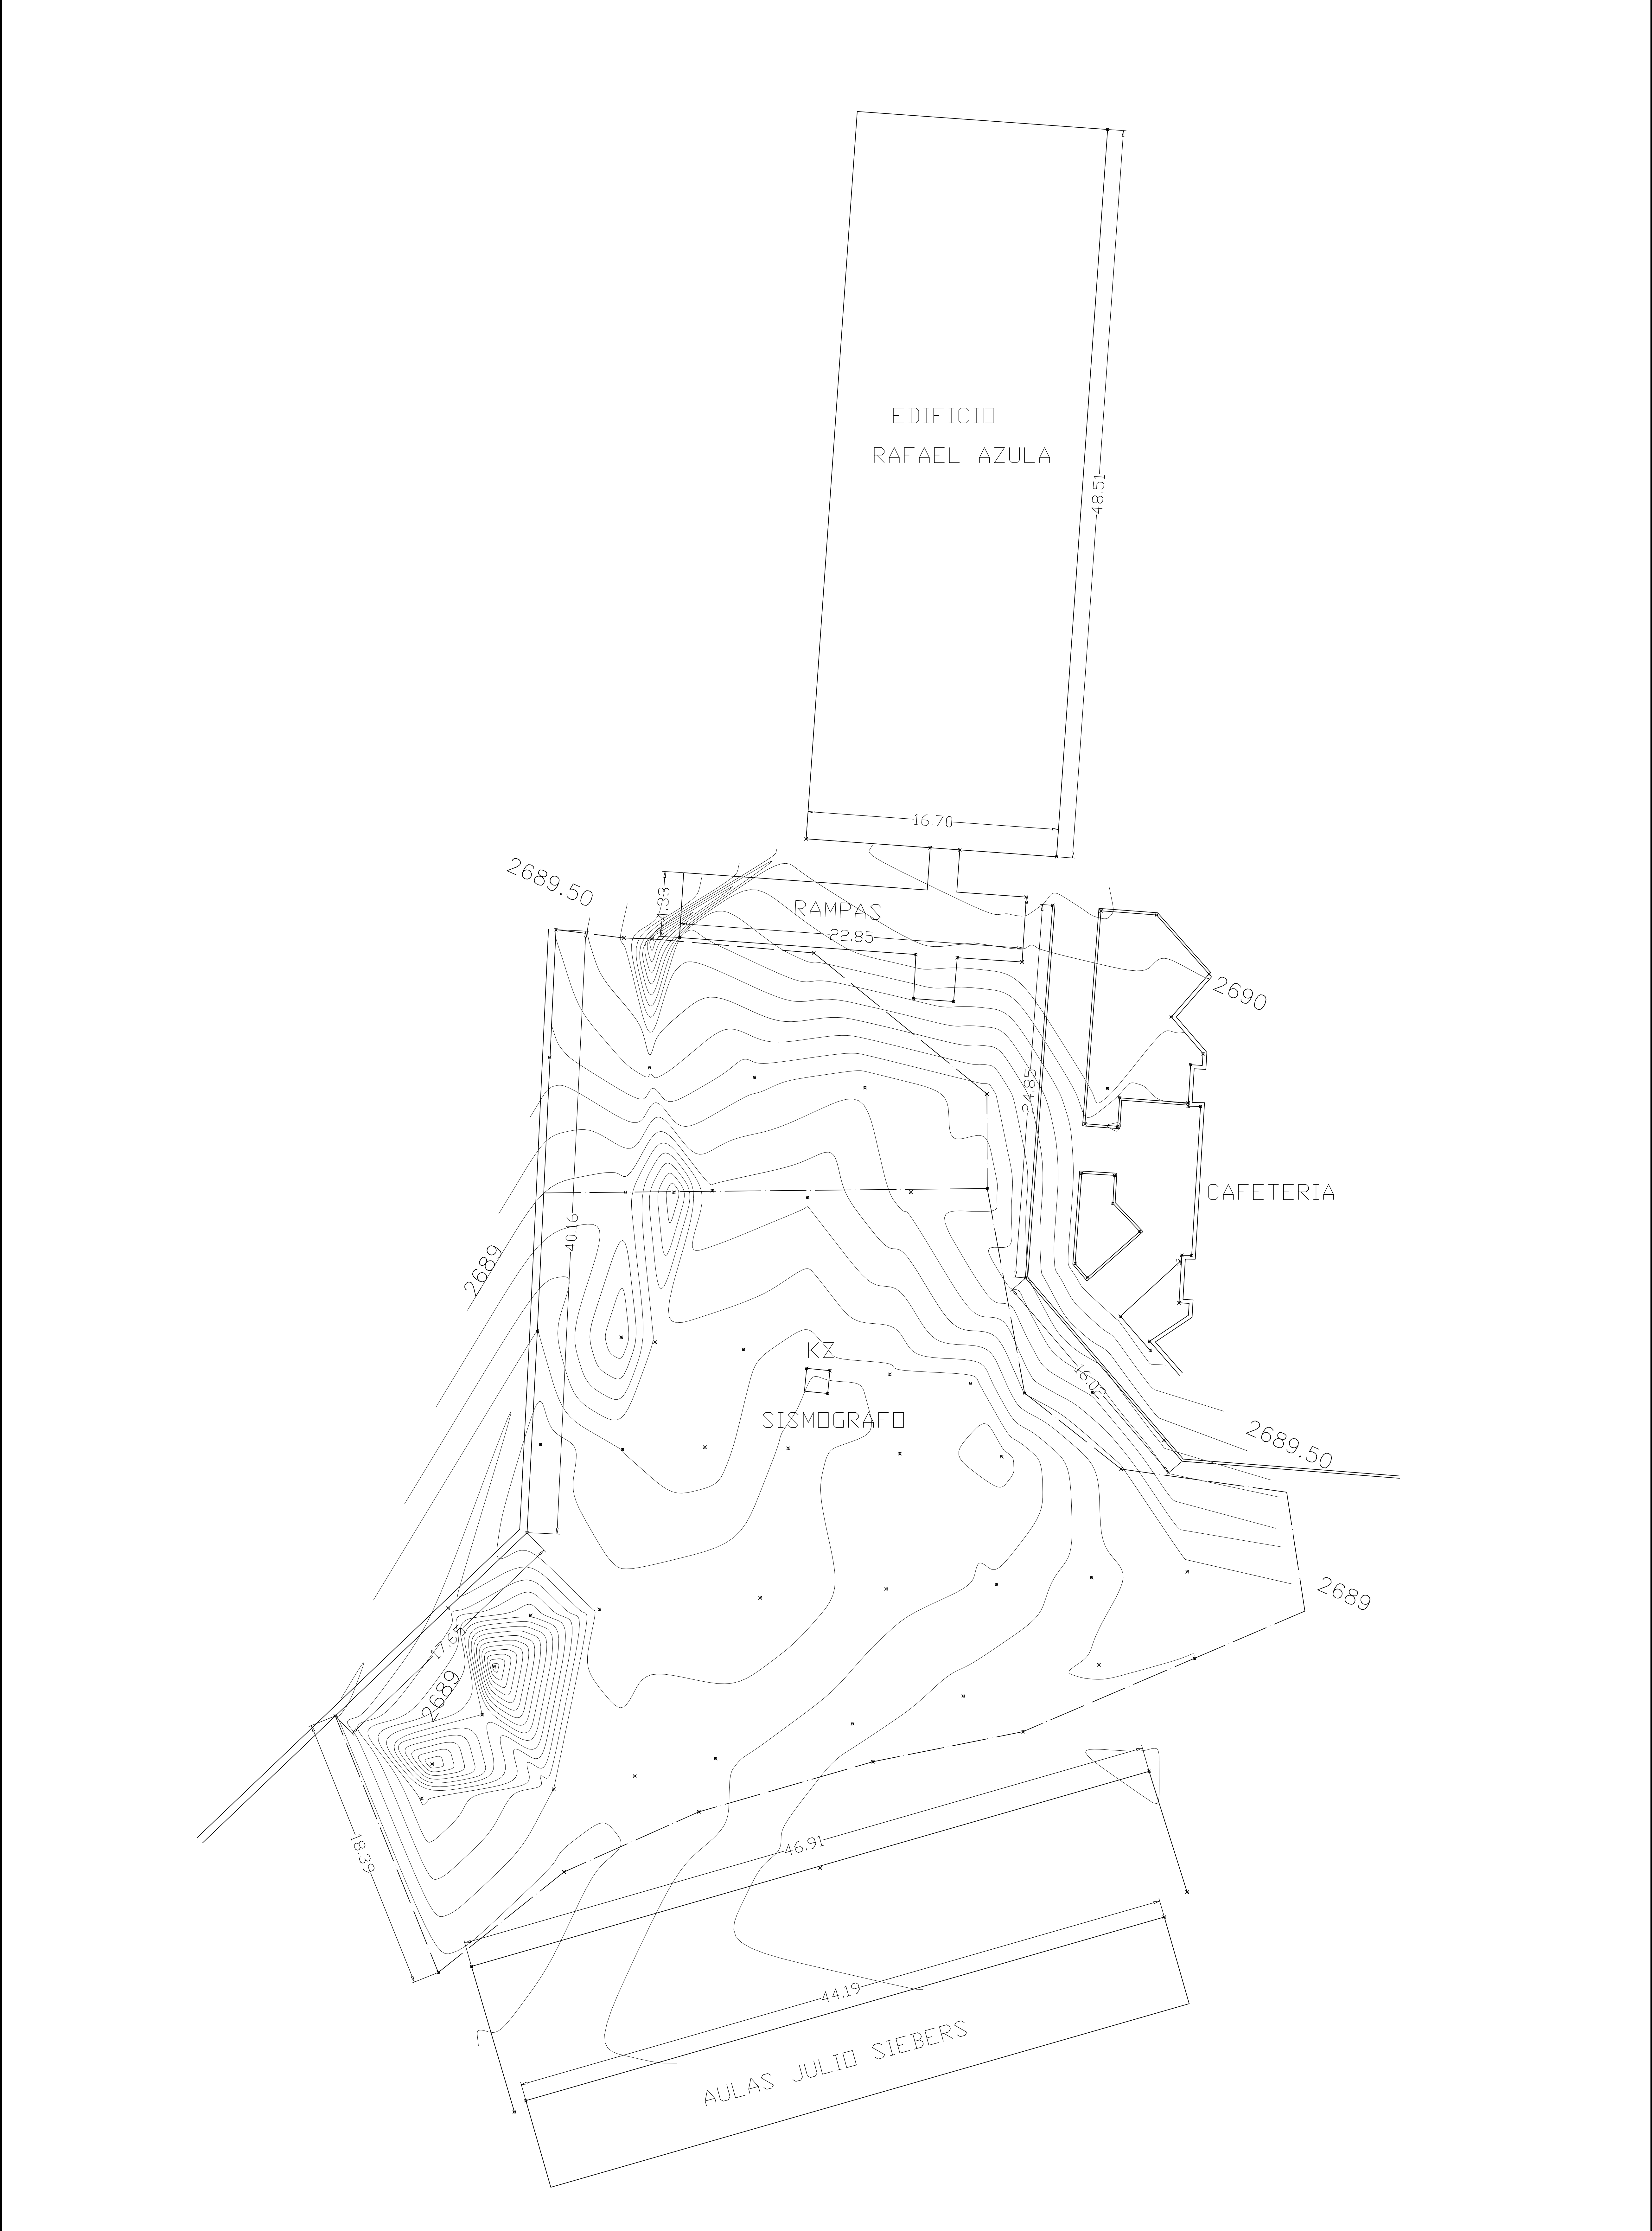 EDIFICIO
RAFAEL AZULA
48.51
16.70
2689.50
4.33
RAMPAS
22.85
2690
24.85
CAFETERIA
40.16
2689
KZ
16.02
SISMOGRAFO
2689.50
2689
17.65
2689
18.39
46.91
44.19
AULAS JULIO SIEBERS